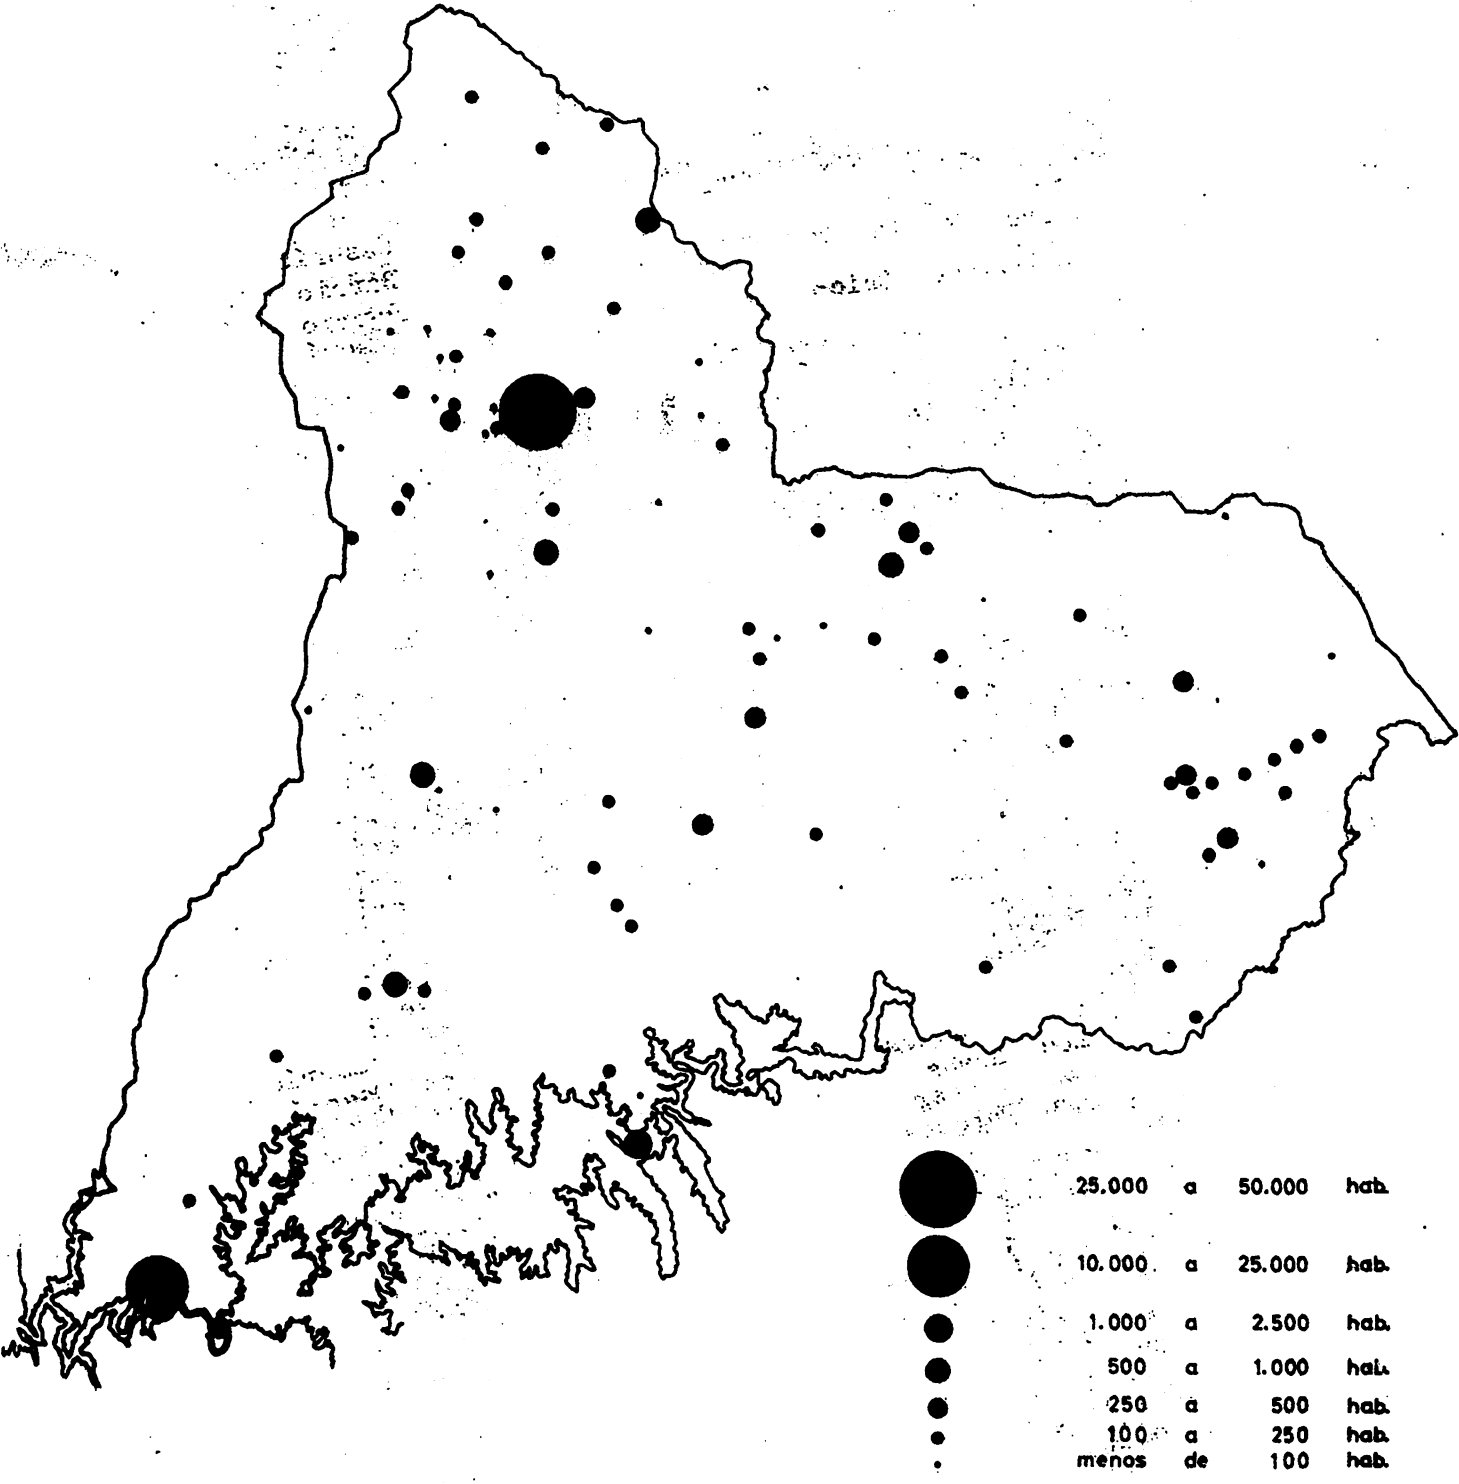 25.000 a 50.000 hab.
10.000 a 25.000 hab.
1.000 a 2.500 hab.
500 a 1.000 hab.
250 a 500 hab.
100 a 250 hab.
menos de 100 hab.